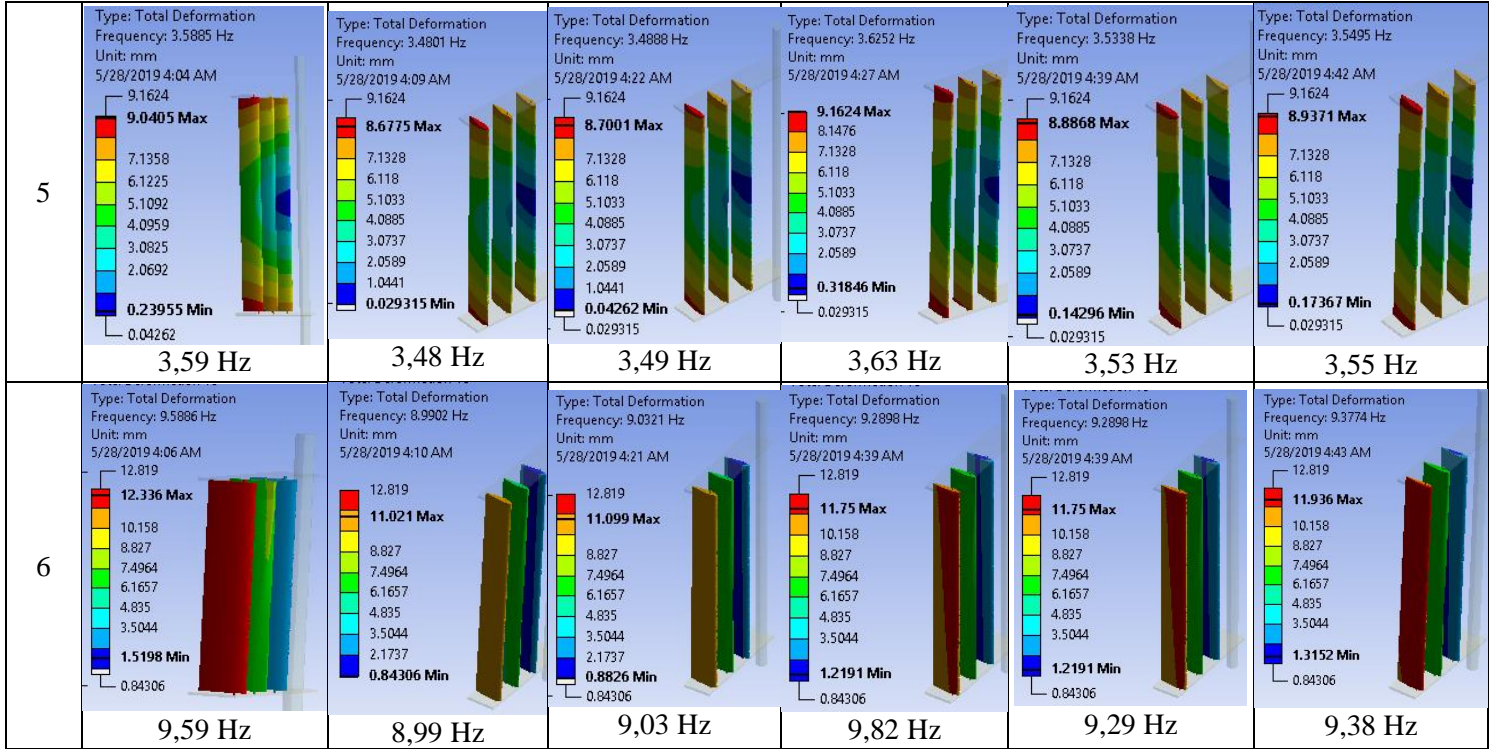 5
Type: Total Deformation
Frequency: 3.5885 Hz
Unit: mm
5/28/2019 4:04 AM
9.1624
9.0405 Max
7.1358
6.1225
5.1092
4.0959
3.0825
2.0692
0.23955 Min
0.04262
3,59 Hz
Type: Total Deformation
Frequency: 3.4801 Hz
Unit: mm
5/28/2019 4:09 AM
9.1624
8.6775 Max
7.1328
6.118
5.1033
4.0885
3.0737
2.0589
1.0441
0.029315 Min
3,48 Hz
Type: Total Deformation
Frequency: 3.4888 Hz
Unit: mm
5/28/2019 4:22 AM
9.1624
8.7001 Max
7.1328
6.118
5.1033
4.0885
3.0737
2.0589
1.0441
0.04262 Min
0.029315
3,49 Hz
Type: Total Deformation
Frequency: 3.6252 Hz
Unit: mm
5/28/2019 4:27 AM
9.1624 Max
8.1476
7.1328
6.118
5.1033
4.0885
3.0737
2.0589
0.31846 Min
0.029315
3,63 Hz
Type: Total Deformation
Frequency: 3.5338 Hz
Unit: mm
5/28/2019 4:39 AM
9.1624
8.8868 Max
7.1328
6.118
5.1033
4.0885
3.0737
2.0589
0.14296 Min
0.029315
3,53 Hz
Type: Total Deformation
Frequency: 3.5495 Hz
Unit: mm
5/28/2019 4:42 AM
9.1624
8.9371 Max
7.1328
6.118
5.1033
4.0885
3.0737
2.0589
0.17367 Min
0.029315
3,55 Hz
6
Type: Total Deformation
Frequency: 9.5886 Hz
Unit: mm
5/28/2019 4:06 AM
12.819
12.336 Max
10.158
8.827
7.4964
6.1657
4.835
3.5044
1.5198 Min
0.84306
9,59 Hz
Type: Total Deformation
Frequency: 8.9902 Hz
Unit: mm
5/28/2019 4:10 AM
12.819
11.021 Max
8.827
7.4964
6.1657
4.835
3.5044
2.1737
0.84306 Min
8,99 Hz
Type: Total Deformation
Frequency: 9.0321 Hz
Unit: mm
5/28/2019 4:21 AM
12.819
11.099 Max
8.827
7.4964
6.1657
4.835
3.5044
2.1737
0.8826 Min
0.84306
9,03 Hz
Type: Total Deformation
Frequency: 9.2898 Hz
Unit: mm
5/28/2019 4:39 AM
12.819
11.75 Max
10.158
8.827
7.4964
6.1657
4.835
3.5044
1.2191 Min
0.84306
9,82 Hz
Type: Total Deformation
Frequency: 9.2898 Hz
Unit: mm
5/28/2019 4:39 AM
12.819
11.75 Max
10.158
8.827
7.4964
6.1657
4.835
3.5044
1.2191 Min
0.84306
9,29 Hz
Type: Total Deformation
Frequency: 9.3774 Hz
Unit: mm
5/28/2019 4:43 AM
12.819
11.936 Max
10.158
8.827
7.4964
6.1657
4.835
3.5044
1.3152 Min
0.84306
9,38 Hz